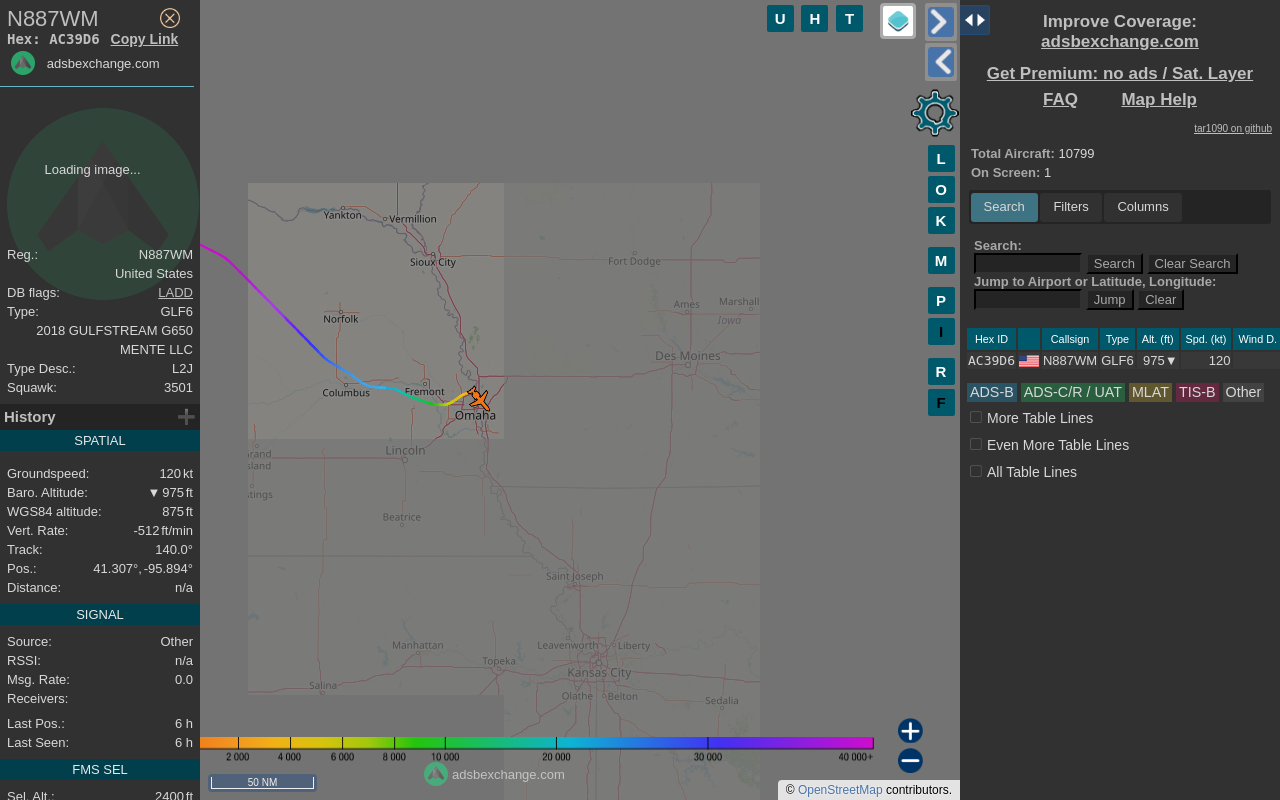 N887WM
Hex: AC39D6 Copy Link
adsbexchange.com
Loading image...
Reg.: N887WM
United States
DB flags: LADD
Type: GLF6
2018 GULFSTREAM G650
MENTE LLC
Type Desc.: L2J
Squawk: 3501
History
SPATIAL
Groundspeed: 120 kt
Baro. Altitude: ▼ 975 ft
WGS84 altitude: 875 ft
Vert. Rate: -512 ft/min
Track: 140.0°
Pos.: 41.307°, -95.894°
Distance: n/a
SIGNAL
Source: Other
RSSI: n/a
Msg. Rate: 0.0
Receivers:
Last Pos.: 6 h
Last Seen: 6 h
FMS SEL
Sel. Alt.: 2400 ft
U H T
L
O
K
M
P
I
R
F
Yankton
Vermillion
Sioux City
Fort Dodge
Norfolk
Ames
Marshall
Iowa
Des Moines
Columbus
Fremont
Omaha
Lincoln
Beatrice
Saint Joseph
Manhattan
Leavenworth
Liberty
Topeka
Kansas City
Salina
Olathe
Belton
Sedalia
2 000 4 000 6 000 8 000 10 000 20 000 30 000 40 000+
50 NM
adsbexchange.com
© OpenStreetMap contributors.
Improve Coverage:
adsbexchange.com
Get Premium: no ads / Sat. Layer
FAQ Map Help
tar1090 on github
Total Aircraft: 10799
On Screen: 1
Search Filters Columns
Search:
Search Clear Search
Jump to Airport or Latitude, Longitude:
Jump Clear
Hex ID Callsign Type Alt. (ft) Spd. (kt) Wind D.
AC39D6 N887WM GLF6 975▼ 120
ADS-B ADS-C/R / UAT MLAT TIS-B Other
More Table Lines
Even More Table Lines
All Table Lines